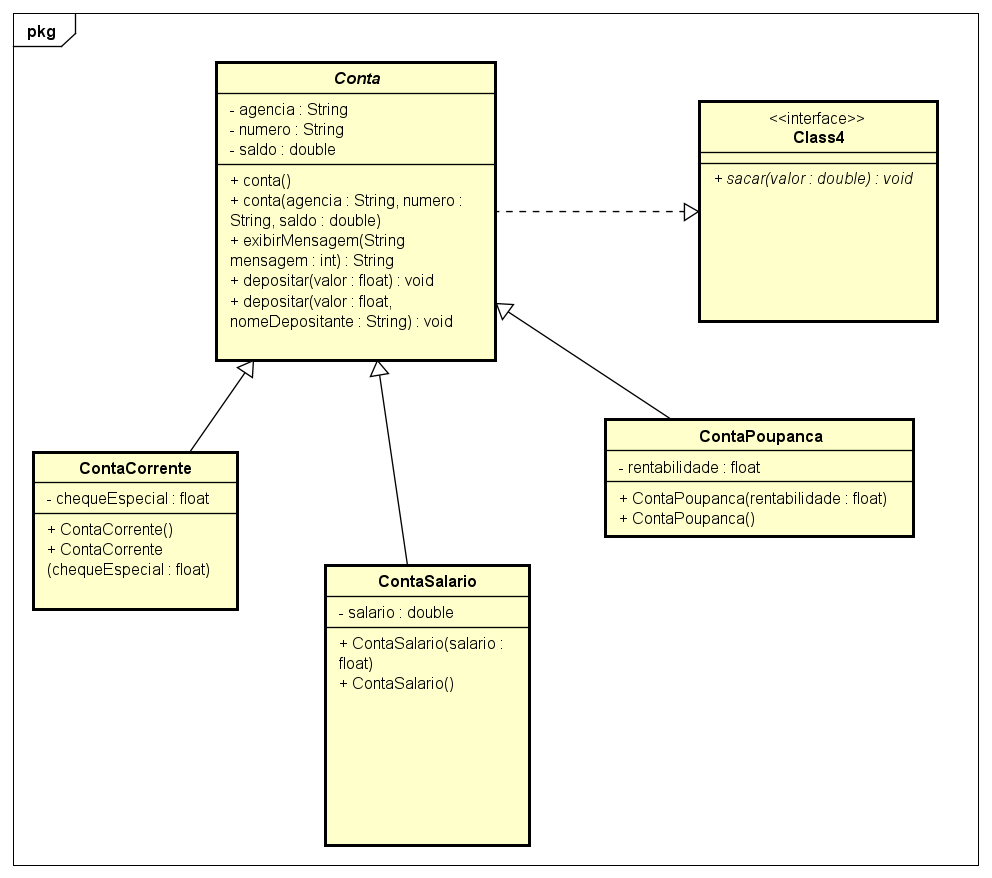 pkg
Conta
- agencia : String
- numero : String
- saldo : double
+ conta()
+ conta(agencia : String, numero :
String, saldo : double)
+ exibirMensagem(String
mensagem : int) : String
+ depositar(valor : float) : void
+ depositar(valor : float,
nomeDepositante : String) : void
<<interface>>
Class4
+ sacar(valor : double) : void
ContaCorrente
- chequeEspecial : float
+ ContaCorrente()
+ ContaCorrente
(chequeEspecial : float)
ContaSalario
- salario : double
+ ContaSalario(salario :
float)
+ ContaSalario()
ContaPoupanca
- rentabilidade : float
+ ContaPoupanca(rentabilidade : float)
+ ContaPoupanca()